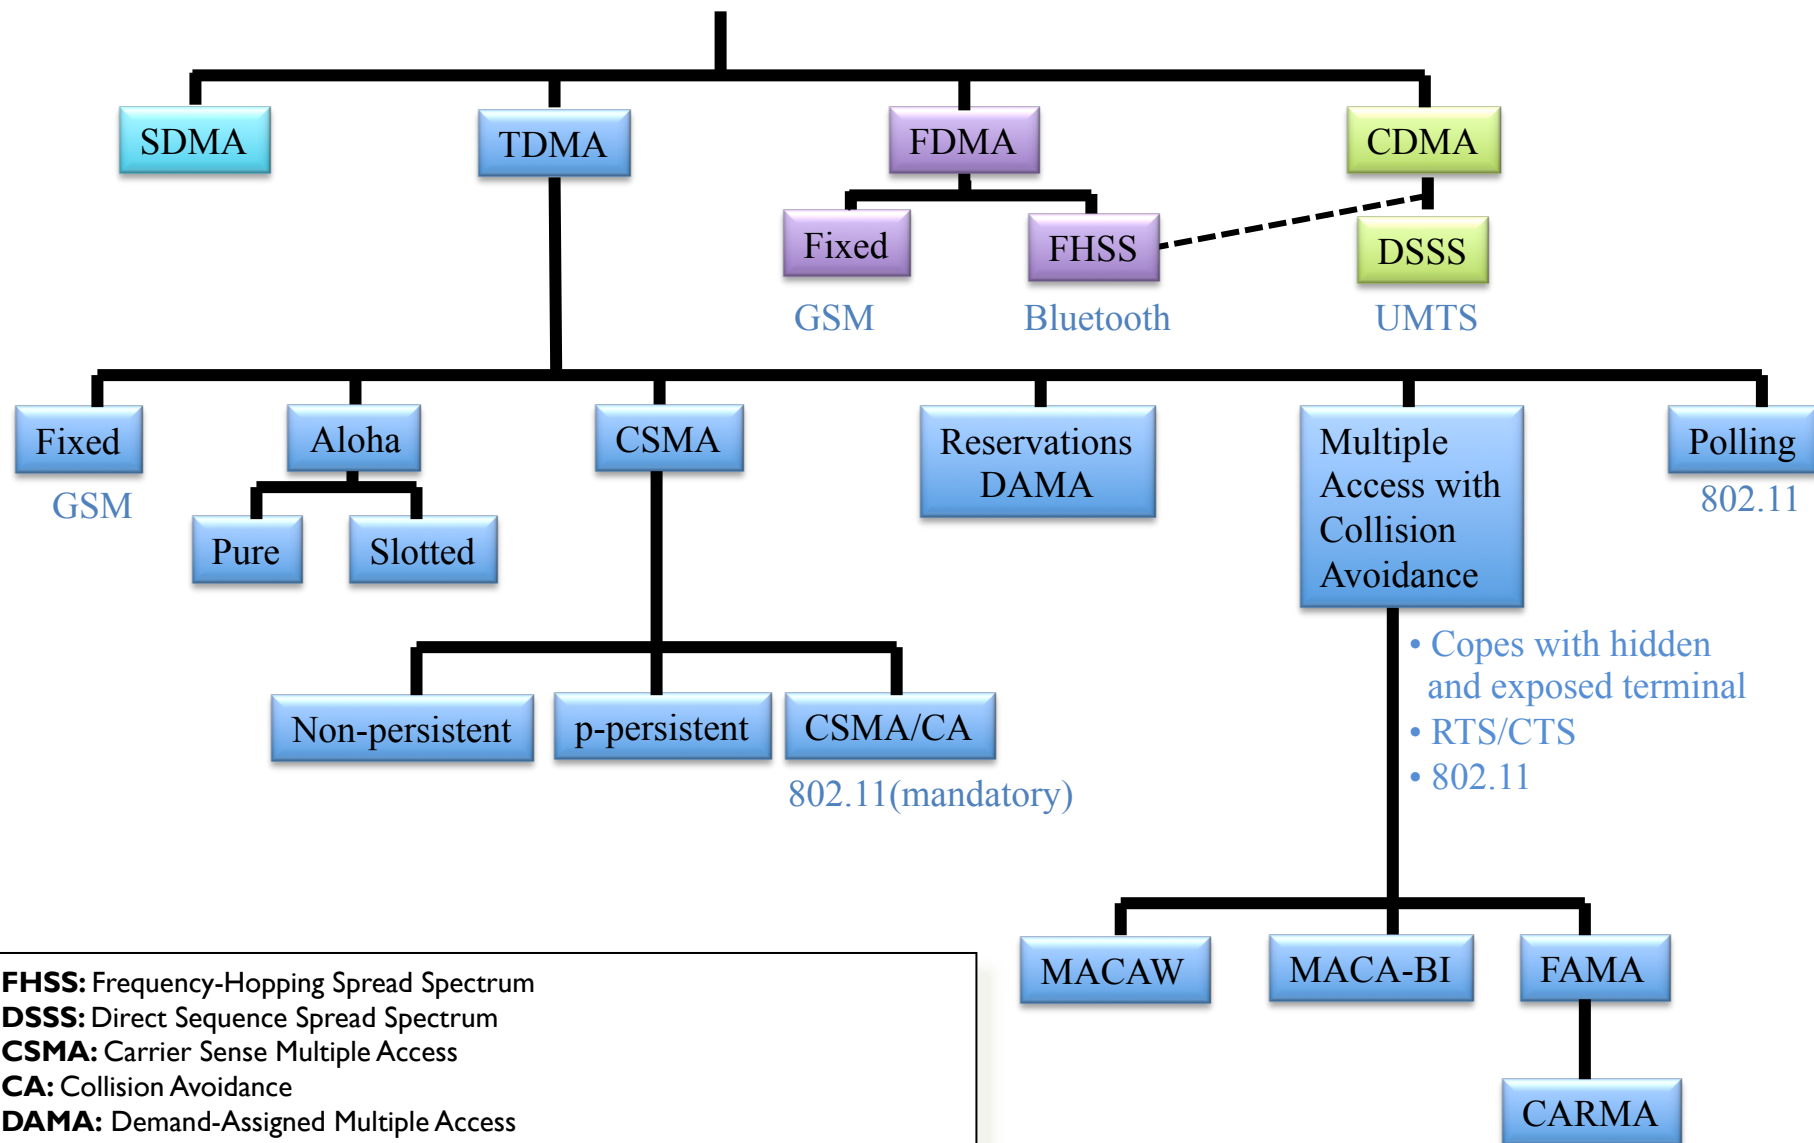 SDMA
TDMA
FDMA
CDMA
Fixed
FHSS
DSSS
GSM
Bluetooth
UMTS
Fixed
Aloha
CSMA
Reservations
DAMA
Multiple
Access with
Collision
Avoidance
Polling
GSM
802.11
Pure
Slotted
• Copes with hidden
and exposed terminal
• RTS/CTS
• 802.11
Non-persistent
p-persistent
CSMA/CA
802.11(mandatory)
MACAW
MACA-BI
FAMA
CARMA
FHSS: Frequency-Hopping Spread Spectrum
DSSS: Direct Sequence Spread Spectrum
CSMA: Carrier Sense Multiple Access
CA: Collision Avoidance
DAMA: Demand-Assigned Multiple Access